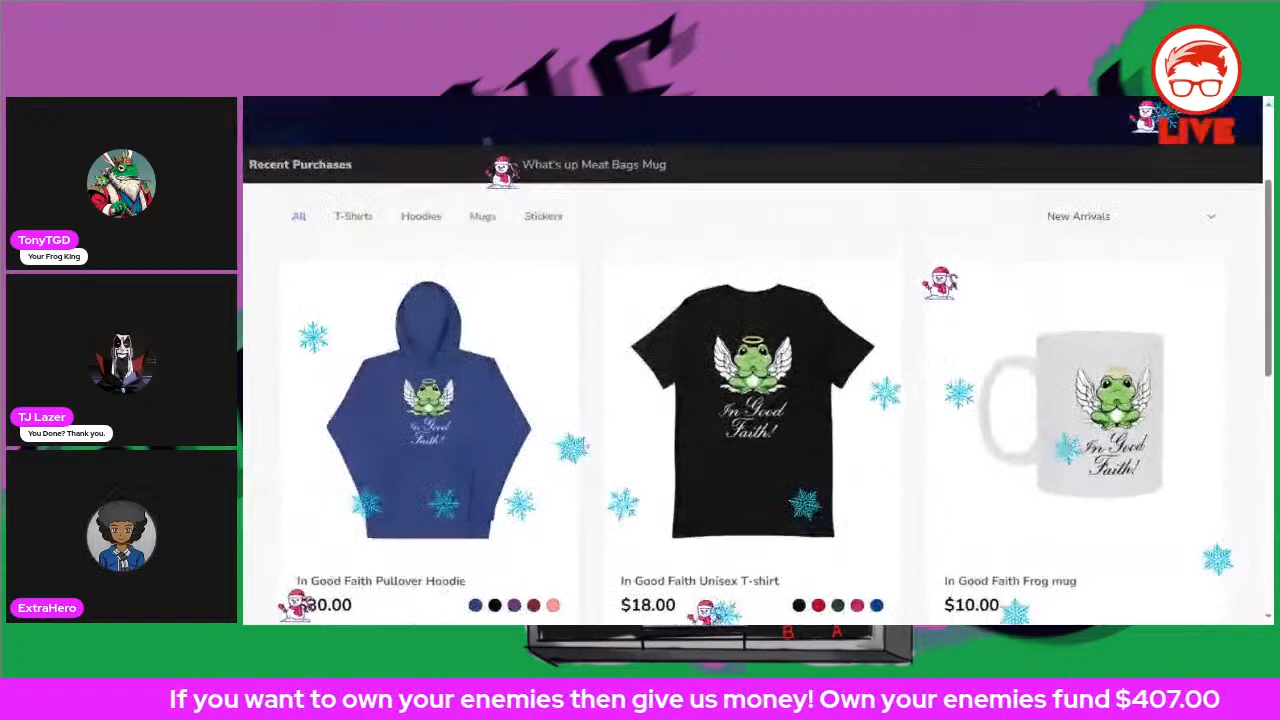 LIVE
TonyTGD
Your Frog King
TJ Lazer
You Done? Thank you.
ExtraHero
Recent Purchases
What's up Meat Bags Mug
All
T-Shirts
Hoodies
Mugs
Stickers
New Arrivals
In Good
Faith!
In Good
Faith!
In Good
Faith!
In Good Faith Pullover Hoodie
In Good Faith Unisex T-shirt
In Good Faith Frog mug
$18.00
$10.00
B A
If you want to own your enemies then give us money! Own your enemies fund $407.00